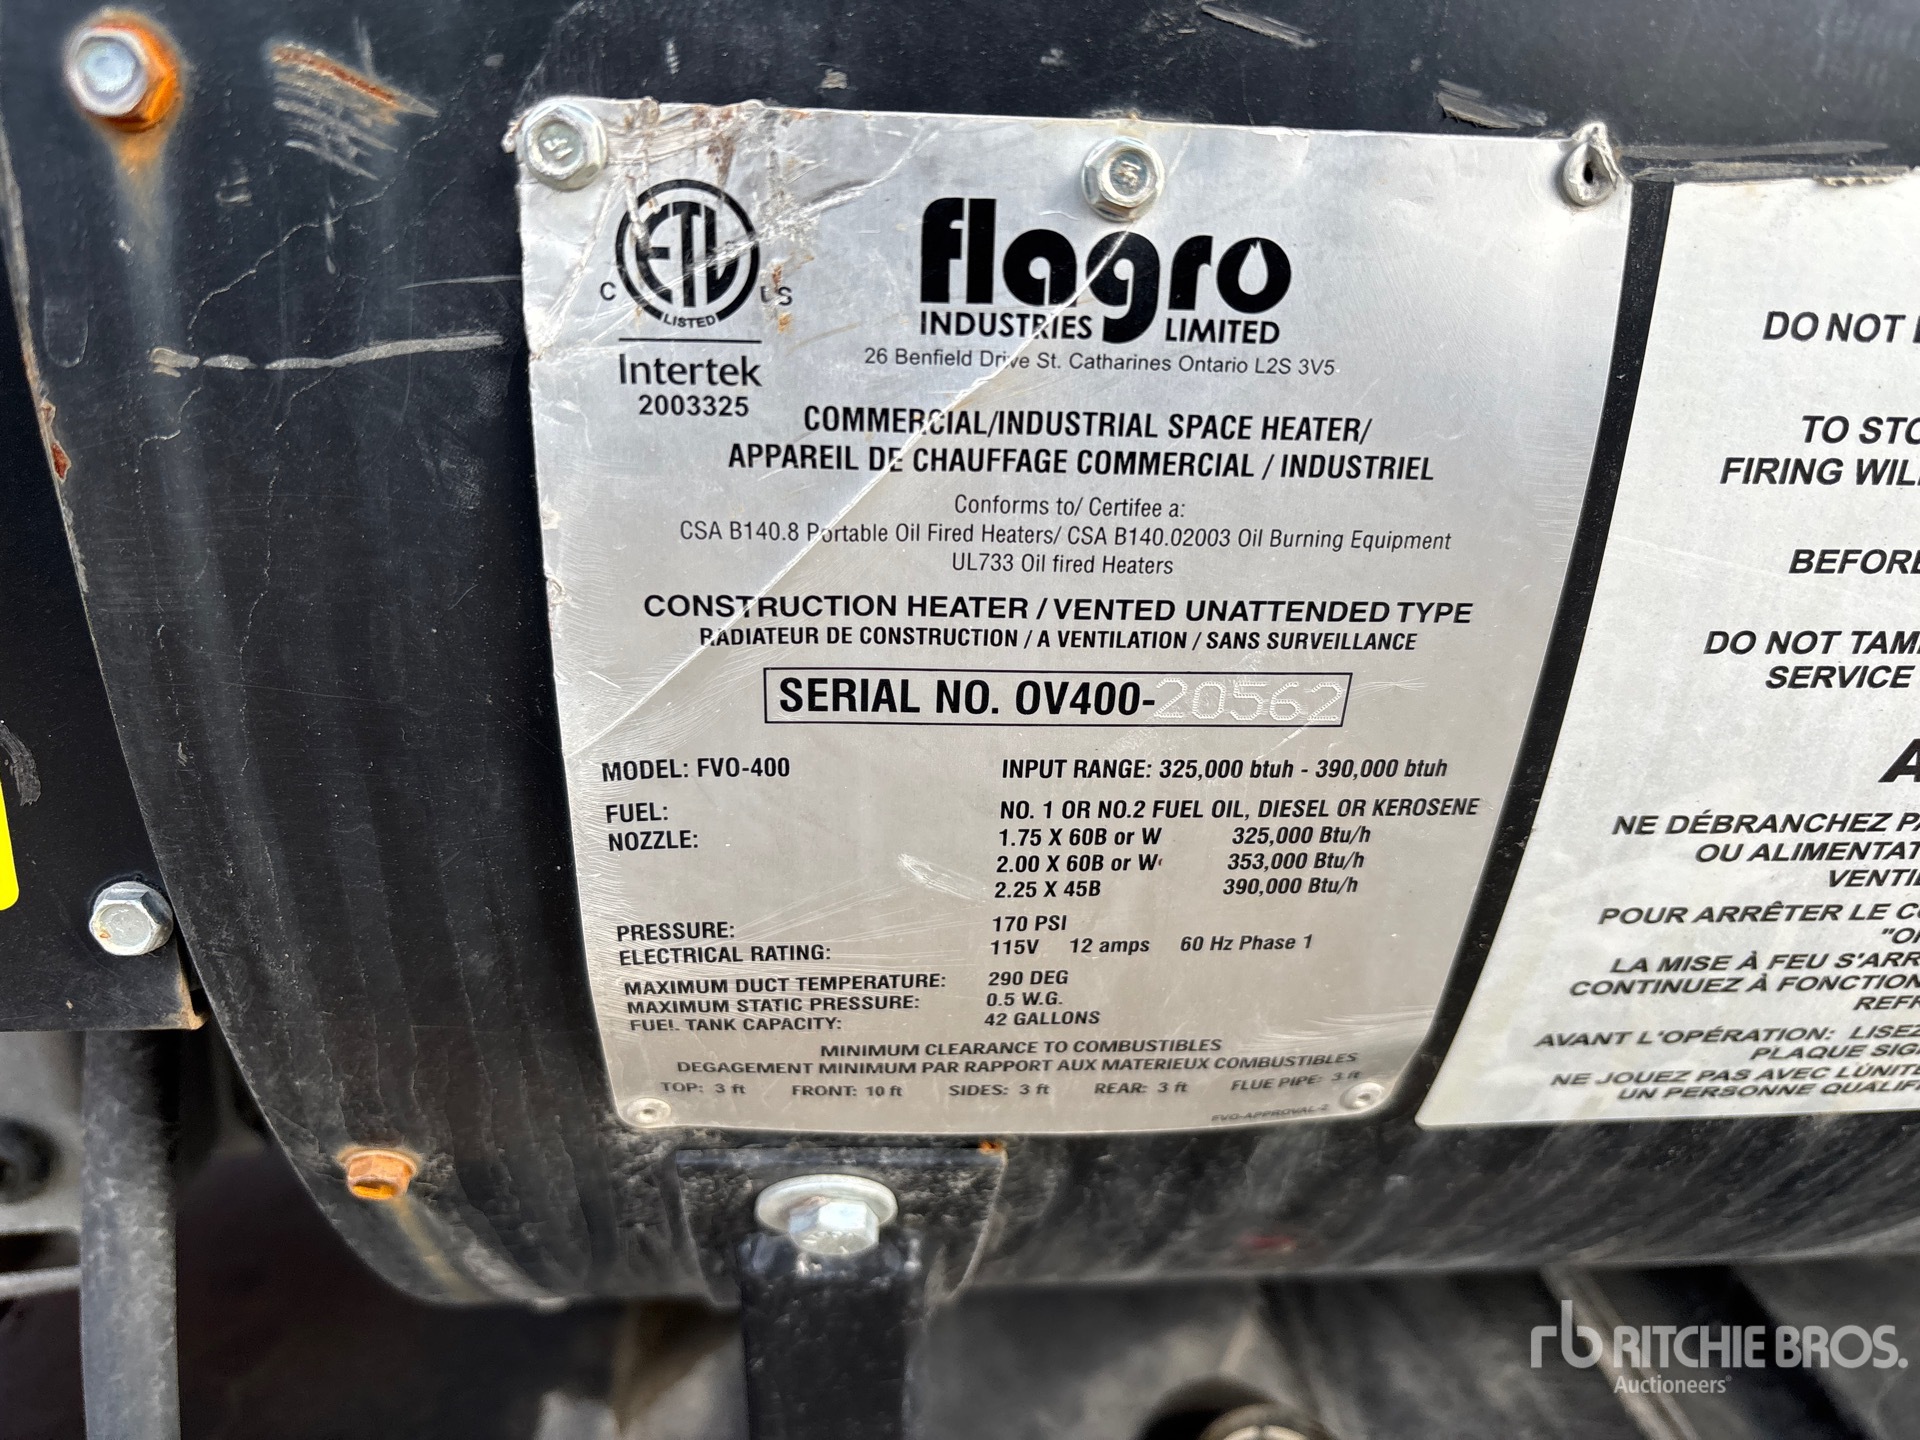 ETL
C US
LISTED
Intertek
2003325
flagro
INDUSTRIES LIMITED
26 Benfield Drive St. Catharines Ontario L2S 3V5
COMMERCIAL/INDUSTRIAL SPACE HEATER/
APPAREIL DE CHAUFFAGE COMMERCIAL / INDUSTRIEL
Conforms to/ Certifee a:
CSA B140.8 Portable Oil Fired Heaters/ CSA B140.02003 Oil Burning Equipment
UL733 Oil fired Heaters
CONSTRUCTION HEATER / VENTED UNATTENDED TYPE
RADIATEUR DE CONSTRUCTION / A VENTILATION / SANS SURVEILLANCE
SERIAL NO. OV400-20562
MODEL: FVO-400 INPUT RANGE: 325,000 btuh - 390,000 btuh
FUEL: NO. 1 OR NO.2 FUEL OIL, DIESEL OR KEROSENE
NOZZLE: 1.75 X 60B or W 325,000 Btu/h
2.00 X 60B or W 353,000 Btu/h
2.25 X 45B 390,000 Btu/h
PRESSURE: 170 PSI
ELECTRICAL RATING: 115V 12 amps 60 Hz Phase 1
MAXIMUM DUCT TEMPERATURE: 290 DEG
MAXIMUM STATIC PRESSURE: 0.5 W.G.
FUEL TANK CAPACITY: 42 GALLONS
MINIMUM CLEARANCE TO COMBUSTIBLES
DEGAGEMENT MINIMUM PAR RAPPORT AUX MATERIEUX COMBUSTIBLES
TOP: 3 ft FRONT: 10 ft SIDES: 3 ft REAR: 3 ft FLUE PIPE: 3 ft
FVO-APPROVAL-2
DO NOT
TO STO
FIRING WIL
BEFORE
DO NOT TAM
SERVICE
A
NE DÉBRANCHEZ PA
OU ALIMENTAT
VENTIL
POUR ARRÊTER LE C
"O
LA MISE À FEU S'ARR
CONTINUEZ À FONCTION
REFR
AVANT L'OPÉRATION: LISEZ
PLAQUE SIG
NE JOUEZ PAS AVEC L'UNITÉ
UN PERSONNE QUALIF
rb RITCHIE BROS.
Auctioneers